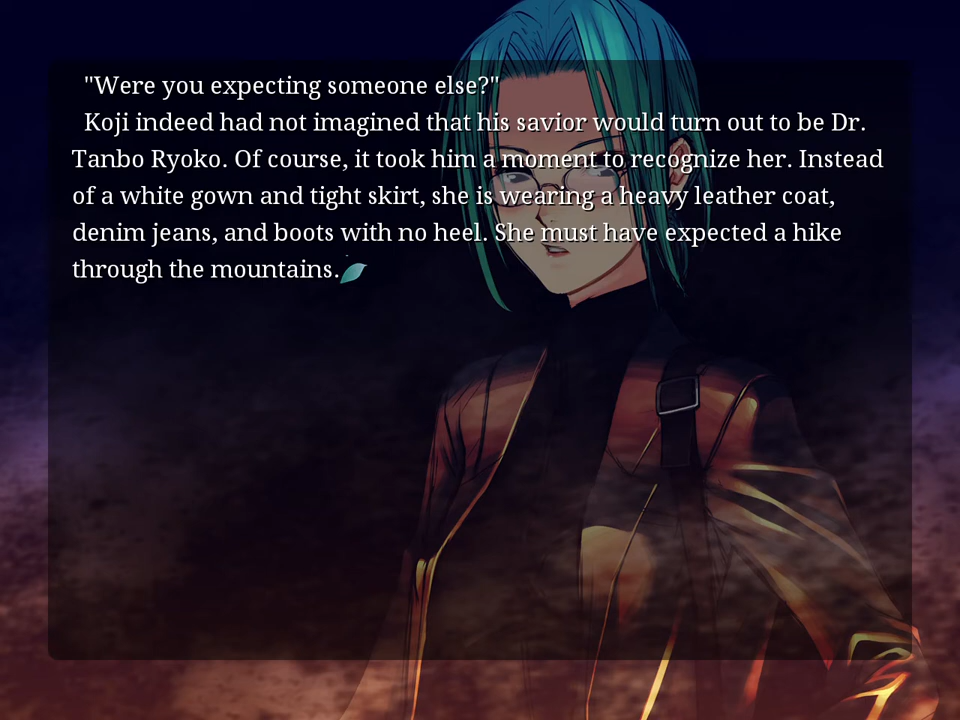 "Were you expecting someone else?"
Koji indeed had not imagined that his savior would turn out to be Dr.
Tanbo Ryoko. Of course, it took him a moment to recognize her. Instead
of a white gown and tight skirt, she is wearing a heavy leather coat,
denim jeans, and boots with no heel. She must have expected a hike
through the mountains.